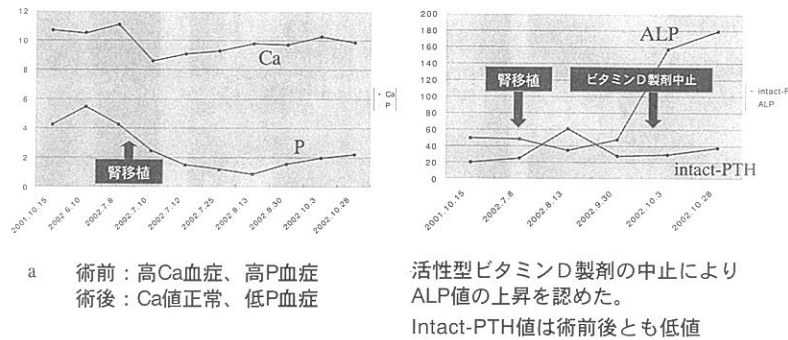 12
10
8
6
4
2
0
Ca
P
腎移植
・Ca
P
2001.10.15
2002.6.10
2002.7.8
2002.7.10
2002.7.12
2002.7.25
2002.8.13
2002.9.30
2002.10.3
2002.10.28
a 術前：高Ca血症、高P血症
術後：Ca値正常、低P血症
200
180
160
140
120
100
80
60
40
20
0
ALP
腎移植
ビタミンD製剤中止
intact-PTH
・intact-P
ALP
2001.10.15
2002.7.8
2002.8.13
2002.9.30
2002.10.3
2002.10.28
活性型ビタミンD製剤の中止により
ALP値の上昇を認めた。
Intact-PTH値は術前後とも低値